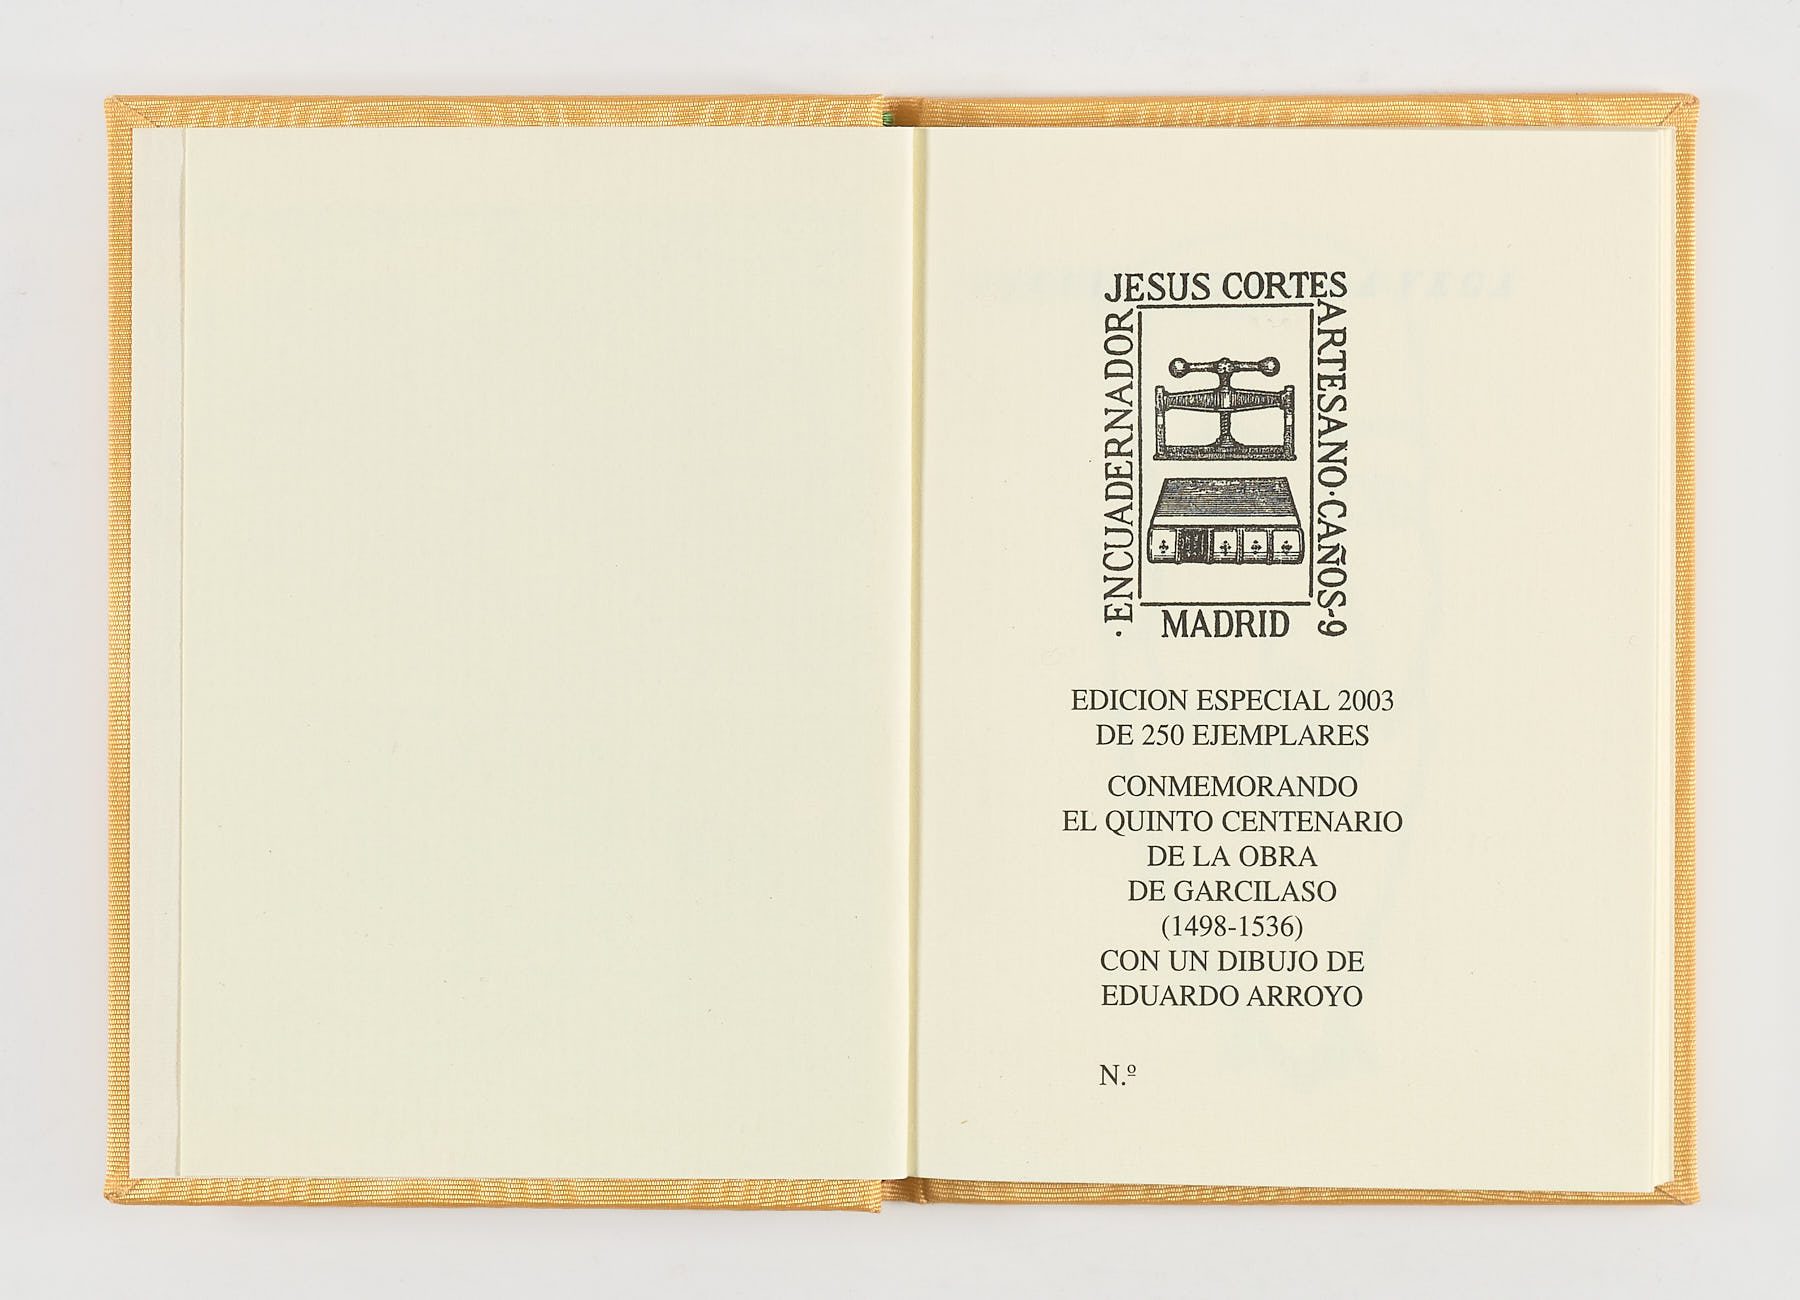 JESUS CORTES
ARTESANO·CAÑOS-9
·ENCUADERNADOR
MADRID
EDICION ESPECIAL 2003
DE 250 EJEMPLARES
CONMEMORANDO
EL QUINTO CENTENARIO
DE LA OBRA
DE GARCILASO
(1498-1536)
CON UN DIBUJO DE
EDUARDO ARROYO
N.º